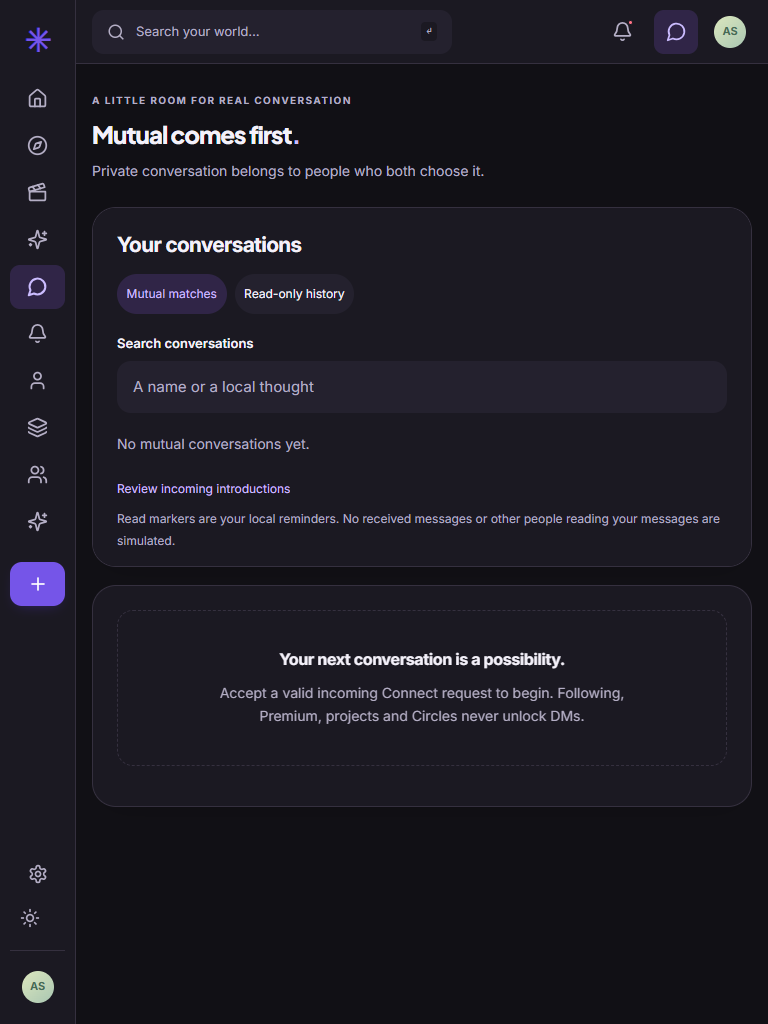 Search your world...
AS
A LITTLE ROOM FOR REAL CONVERSATION
Mutual comes first.
Private conversation belongs to people who both choose it.
Your conversations
Mutual matches
Read-only history
Search conversations
A name or a local thought
No mutual conversations yet.
Review incoming introductions
Read markers are your local reminders. No received messages or other people reading your messages are
simulated.
Your next conversation is a possibility.
Accept a valid incoming Connect request to begin. Following,
Premium, projects and Circles never unlock DMs.
AS